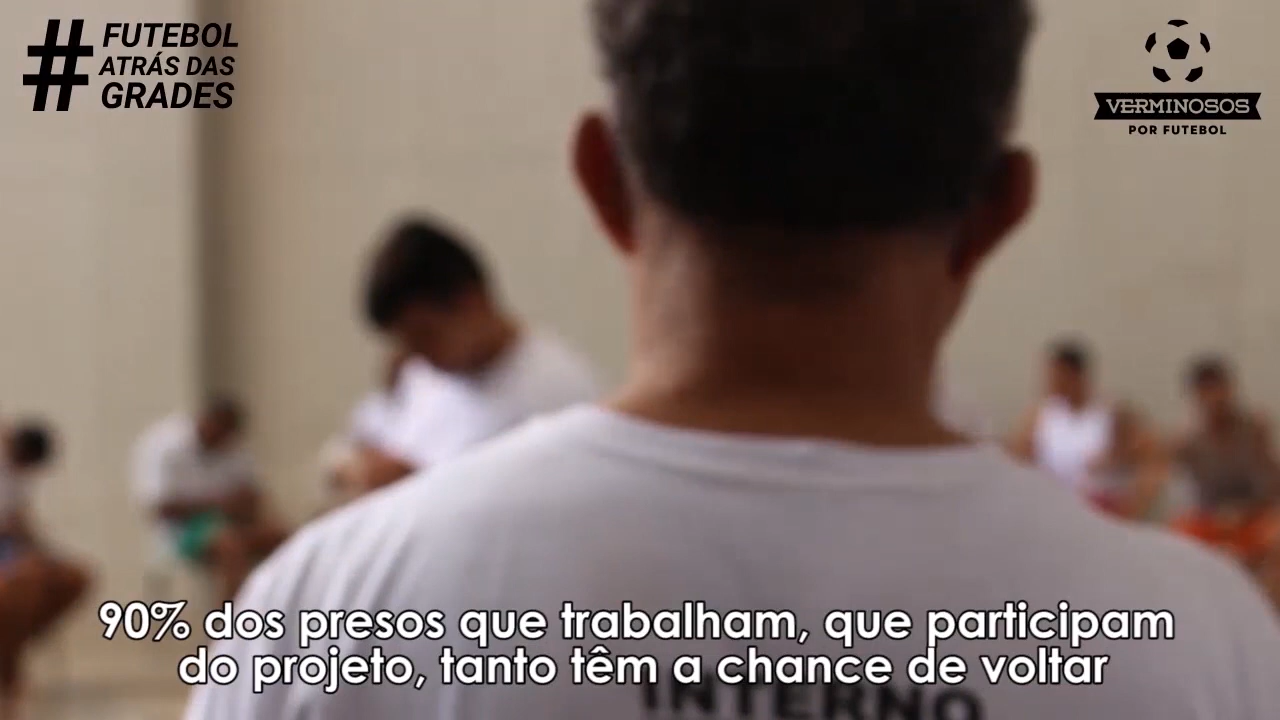 # FUTEBOL
ATRÁS DAS
GRADES
VERMINOSOS
POR FUTEBOL
90% dos presos que trabalham, que participam
do projeto, tanto têm a chance de voltar
INTERNO